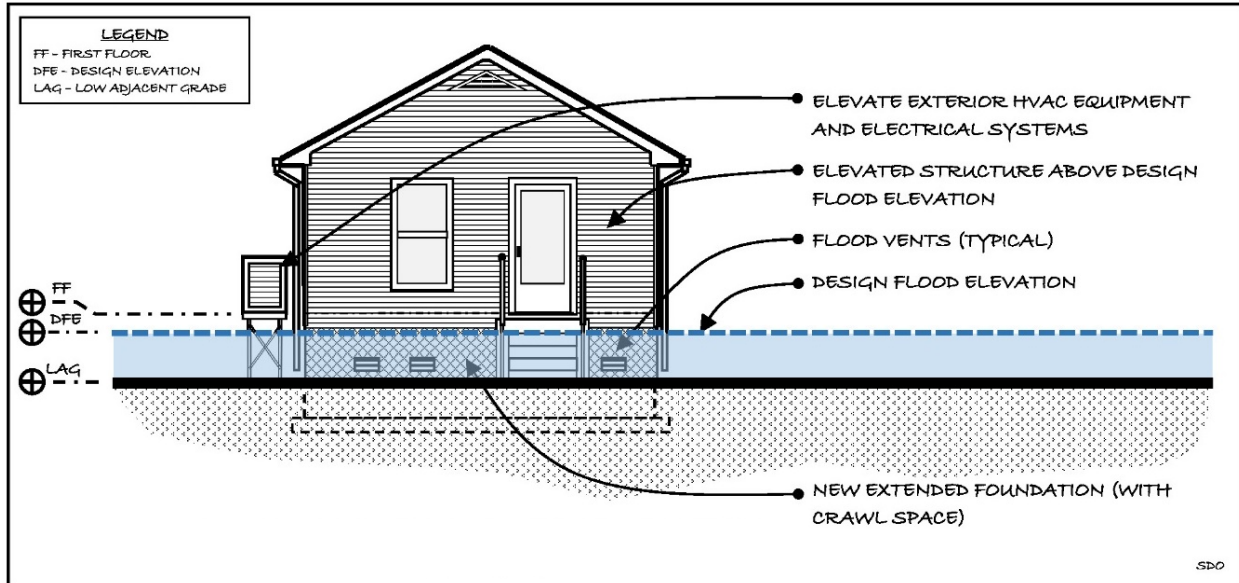 LEGEND
FF - FIRST FLOOR
DFE - DESIGN ELEVATION
LAG - LOW ADJACENT GRADE
ELEVATE EXTERIOR HVAC EQUIPMENT
AND ELECTRICAL SYSTEMS
ELEVATED STRUCTURE ABOVE DESIGN
FLOOD ELEVATION
FLOOD VENTS (TYPICAL)
DESIGN FLOOD ELEVATION
FF
DFE
LAG
NEW EXTENDED FOUNDATION (WITH
CRAWL SPACE)
SDO